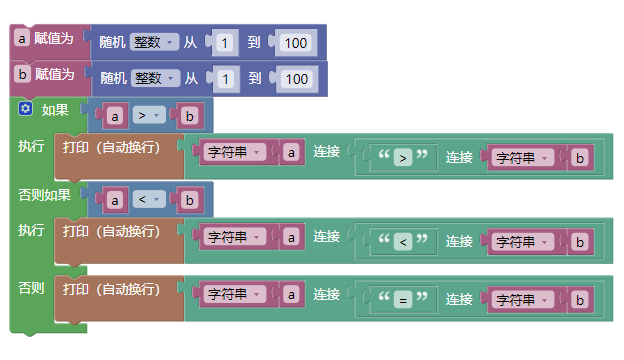 a 赋值为 随机 整数 从 1 到 100
b 赋值为 随机 整数 从 1 到 100
如果 a > b
执行 打印（自动换行） 字符串 a 连接 “ > ” 连接 字符串 b
否则如果 a < b
执行 打印（自动换行） 字符串 a 连接 “ < ” 连接 字符串 b
否则 打印（自动换行） 字符串 a 连接 “ = ” 连接 字符串 b